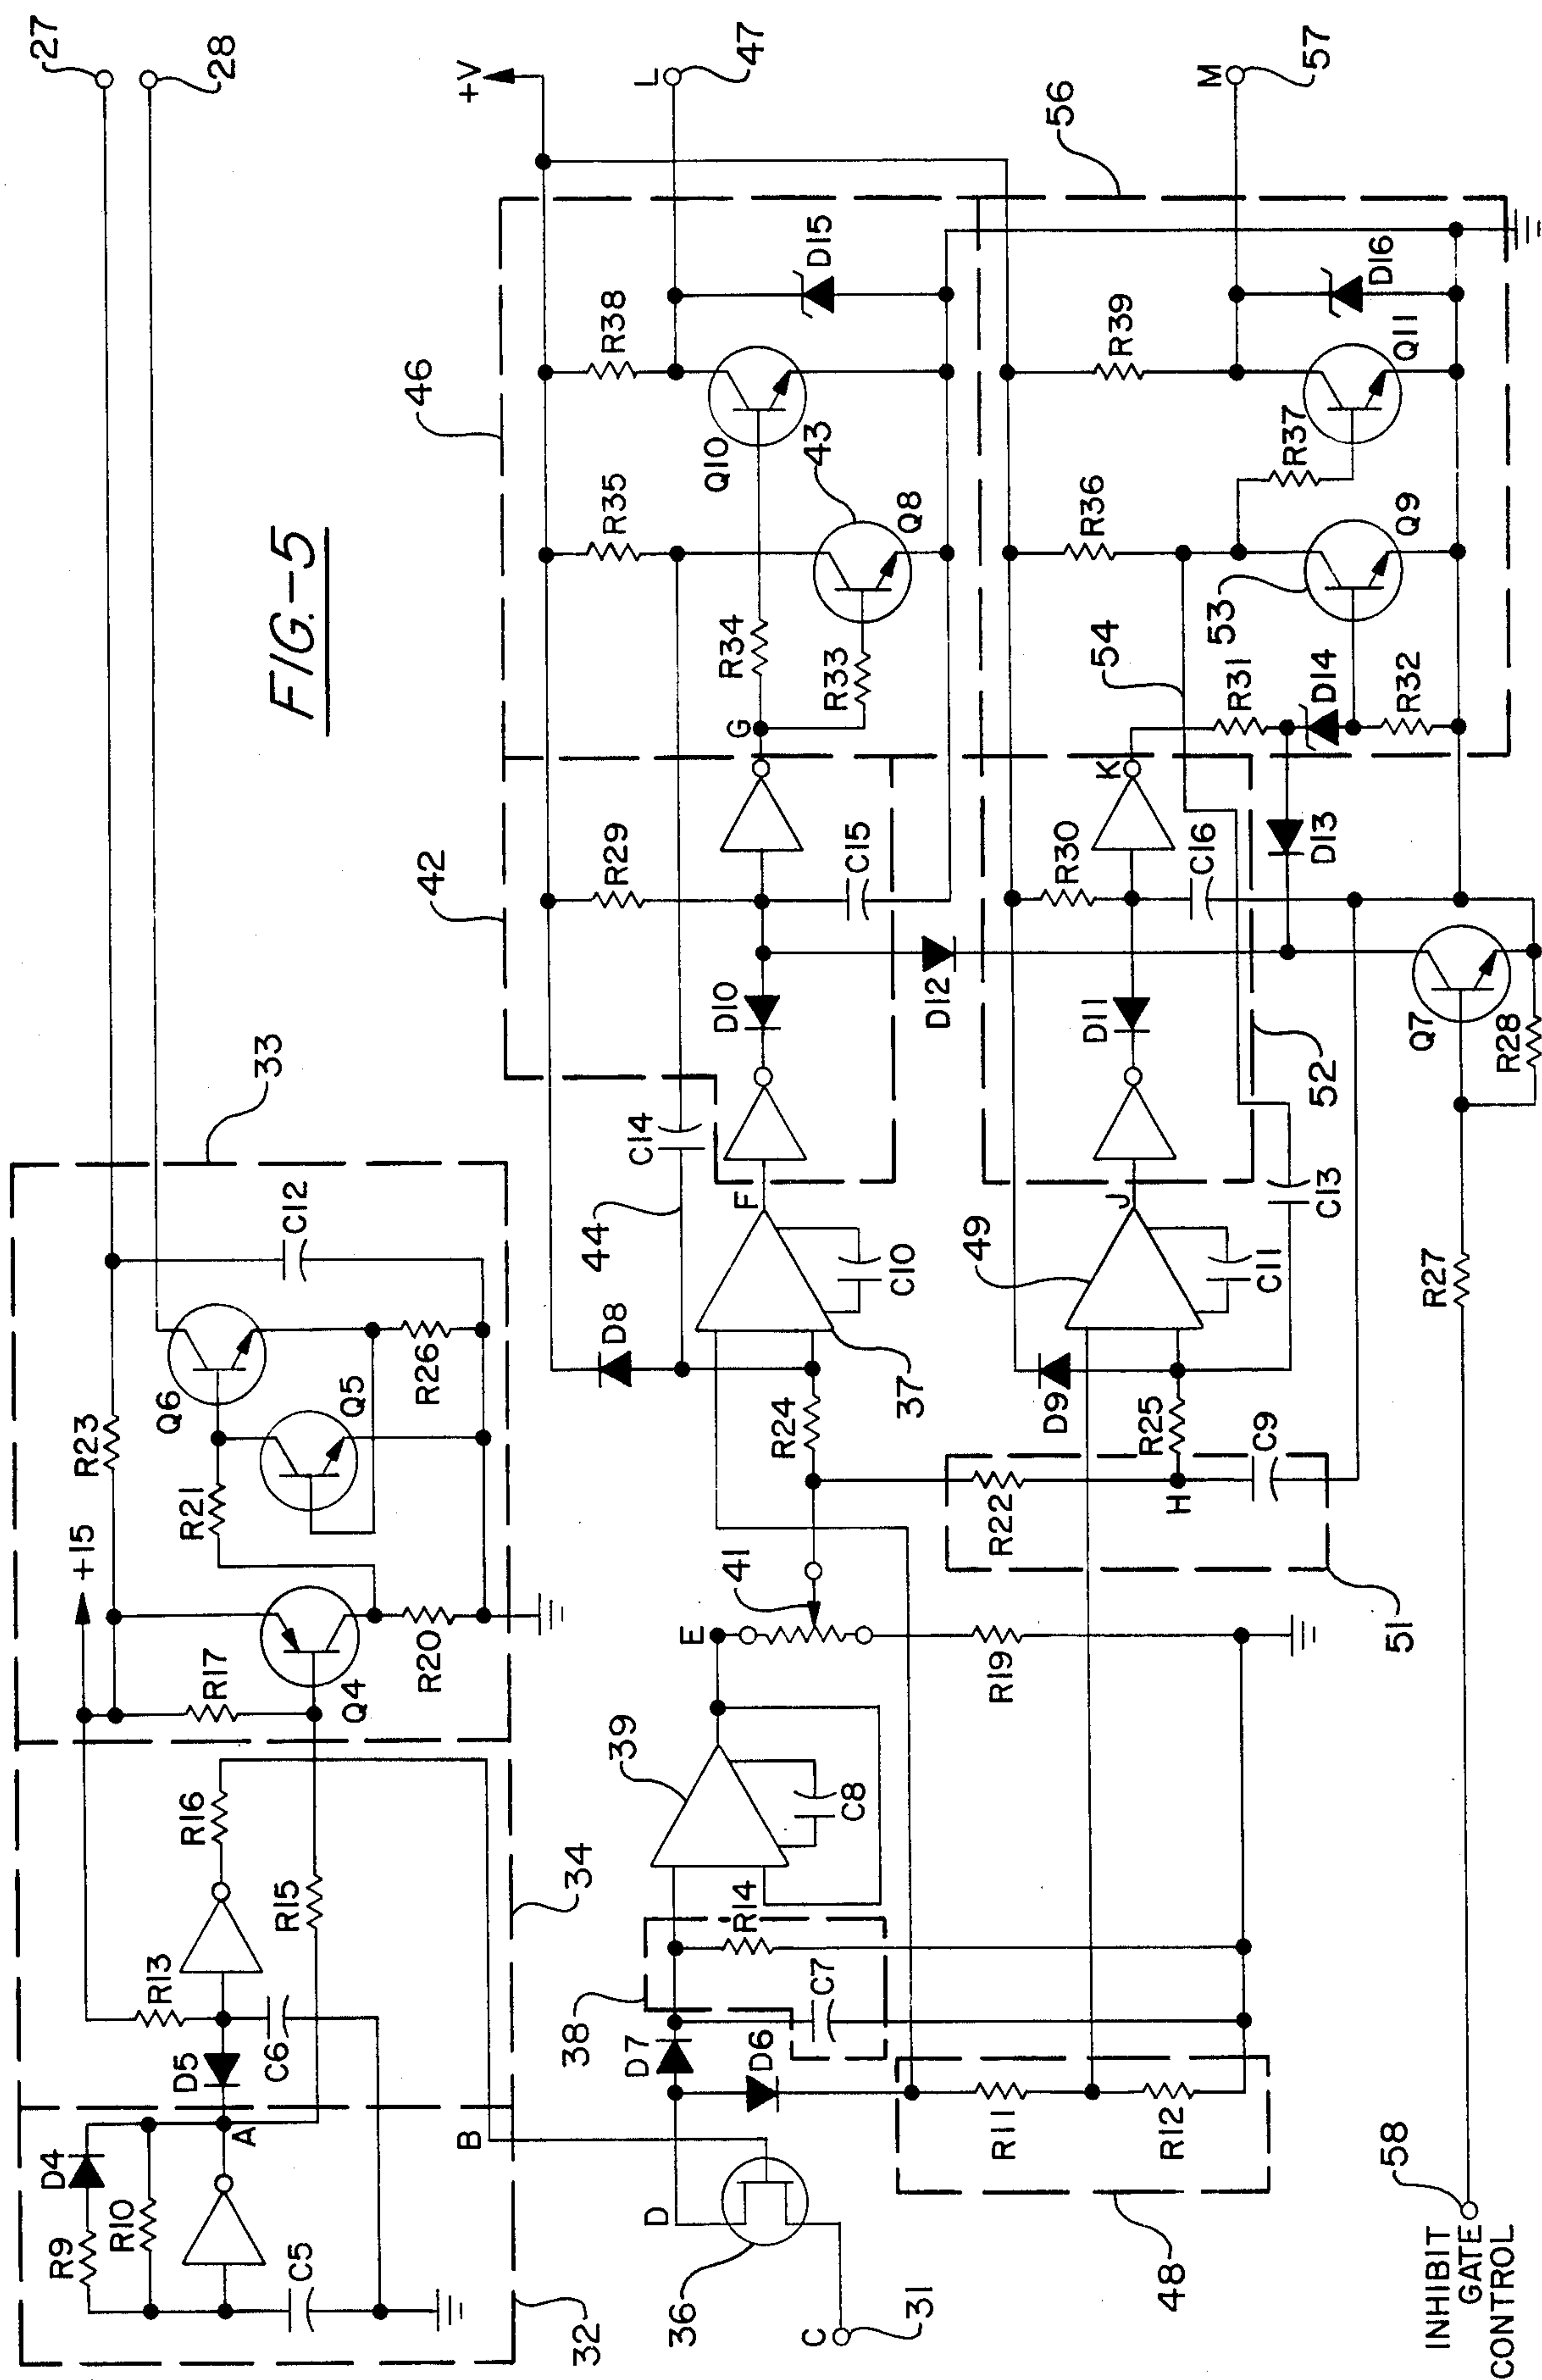 FIG.-5
27
28
33
+15
R23
C12
Q6
Q5
R26
R21
R17
Q4
R20
R16
R15
34
R13
D5
C6
D4
R9
R10
A
C5
32
B
+V
L
47
46
R38
D15
Q10
43
R35
Q8
R34
R33
G
42
R29
C15
D10
D12
C14
44
F
D8
C10
37
R24
41
E
R19
39
C8
R14
38
C7
D7
D6
D
36
C
31
56
M
57
D16
R39
Q11
R37
R36
Q9
53
54
R31
D14
R32
K
R30
C16
D13
D11
52
J
49
C11
C13
D9
R25
C9
R22
H
51
R11
R12
48
Q7
R28
R27
58
INHIBIT
GATE
CONTROL